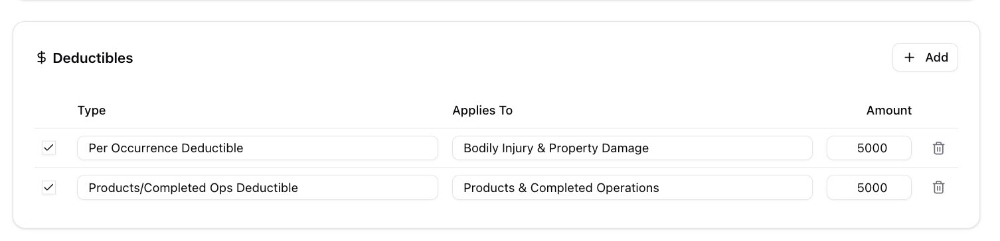 $ Deductibles
+ Add
Type Applies To Amount
Per Occurrence Deductible Bodily Injury & Property Damage 5000
Products/Completed Ops Deductible Products & Completed Operations 5000